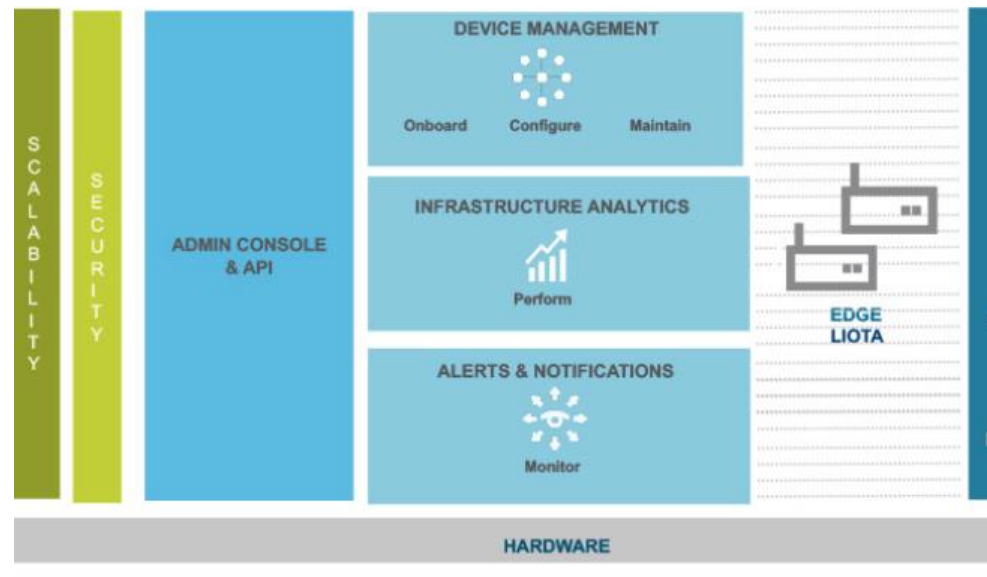 SCALABILITY
SECURITY
ADMIN CONSOLE
& API
DEVICE MANAGEMENT
Onboard Configure Maintain
INFRASTRUCTURE ANALYTICS
Perform
ALERTS & NOTIFICATIONS
Monitor
EDGE
LIOTA
HARDWARE